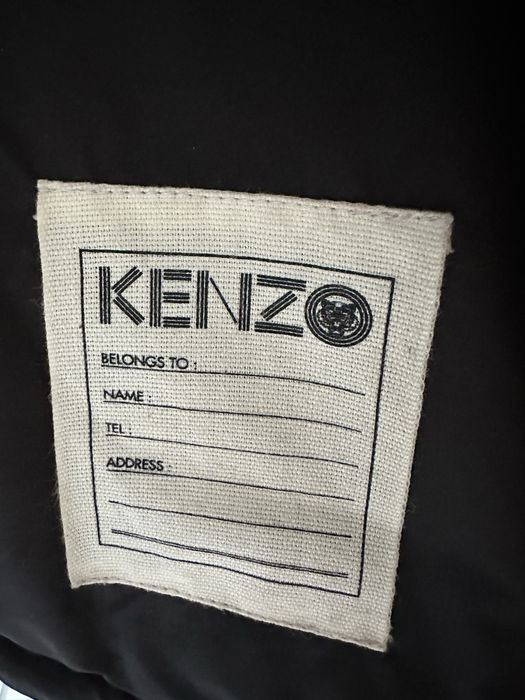 KENZO
BELONGS TO :
NAME :
TEL :
ADDRESS :